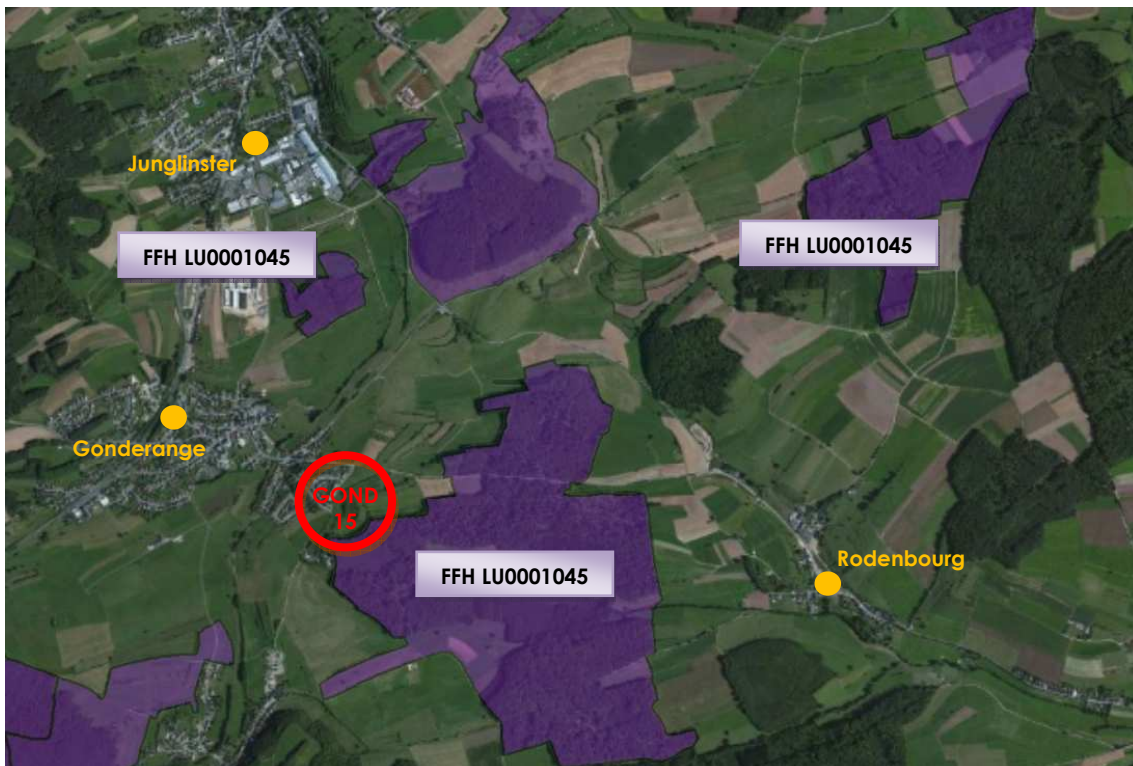 Junglinster
FFH LU0001045
FFH LU0001045
Gonderange
GOND
15
Rodenbourg
FFH LU0001045